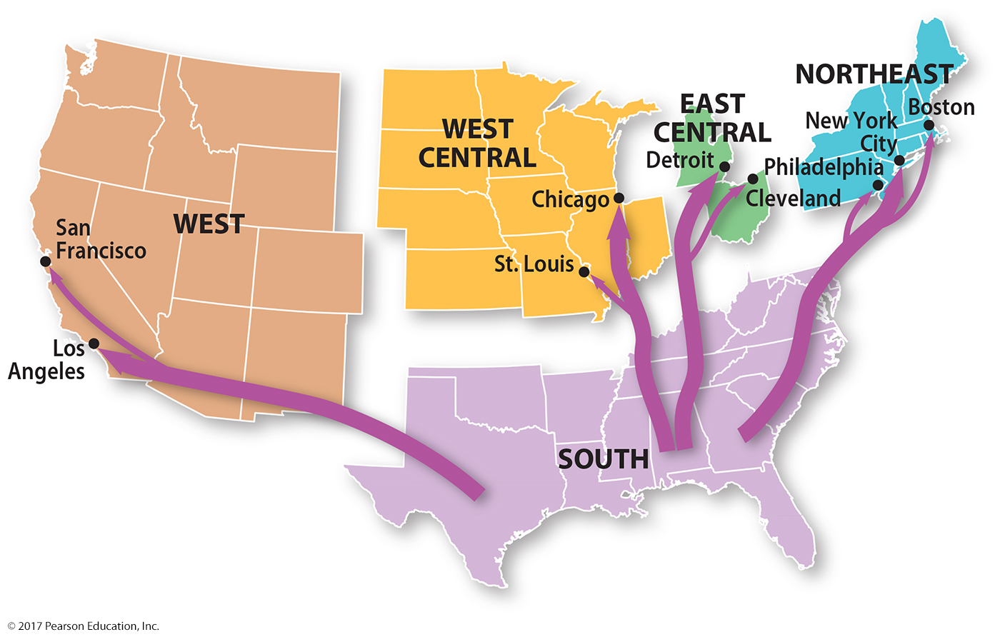 NORTHEAST
Boston
New York
City
EAST
CENTRAL
Detroit
Philadelphia
Cleveland
WEST
CENTRAL
Chicago
St. Louis
WEST
San
Francisco
Los
Angeles
SOUTH
© 2017 Pearson Education, Inc.